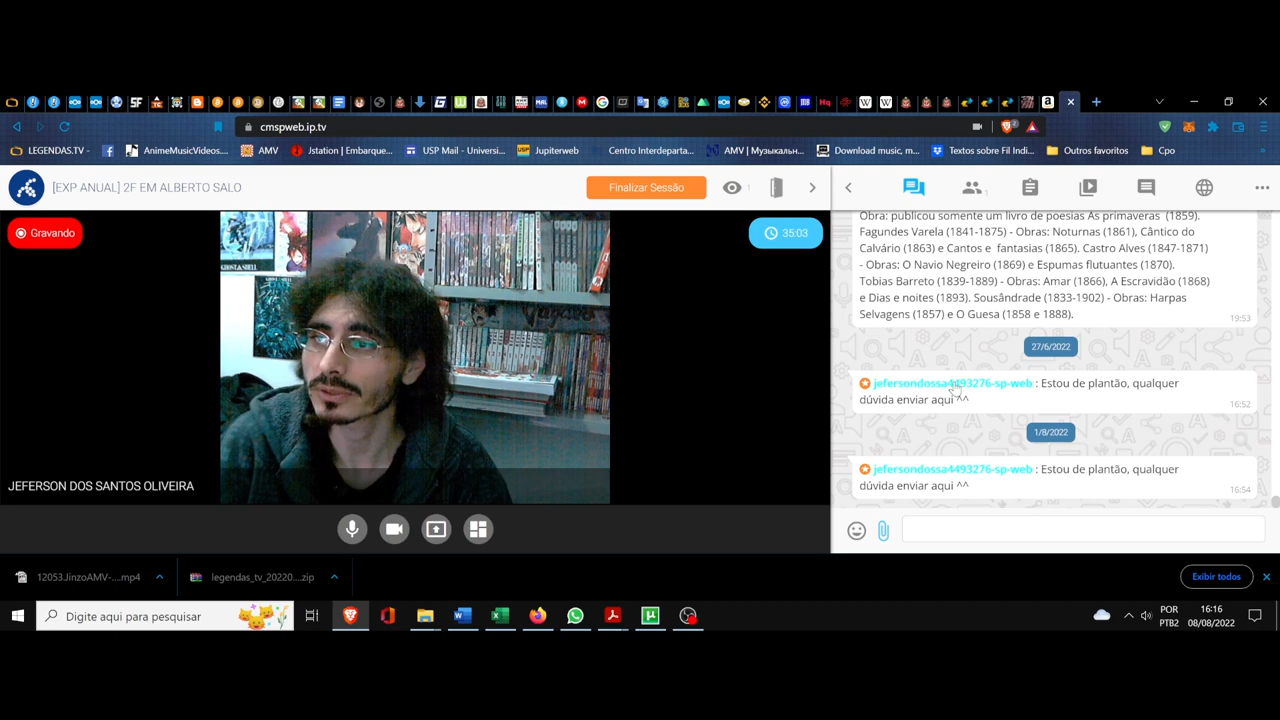 cmspweb.ip.tv
2
LEGENDAS.TV -
AnimeMusicVideos...
AMV
Jstation | Embarque...
USP Mail - Universi...
Jupiterweb
Centro Interdeparta...
AMV | Музыкальн...
Download music, m...
Textos sobre Fil Indi...
Outros favoritos
Cpo
[EXP ANUAL] 2F EM ALBERTO SALO
Finalizar Sessão
1
1
Gravando
35:03
JEFERSON DOS SANTOS OLIVEIRA
Obra: publicou somente um livro de poesias As primaveras (1859).
Fagundes Varela (1841-1875) - Obras: Noturnas (1861), Cântico do
Calvário (1863) e Cantos e fantasias (1865). Castro Alves (1847-1871)
- Obras: O Navio Negreiro (1869) e Espumas flutuantes (1870).
Tobias Barreto (1839-1889) - Obras: Amar (1866), A Escravidão (1868)
e Dias e noites (1893). Sousândrade (1833-1902) - Obras: Harpas
Selvagens (1857) e O Guesa (1858 e 1888).
19:53
27/6/2022
jefersondossa4493276-sp-web : Estou de plantão, qualquer
dúvida enviar aqui ^^
16:52
1/8/2022
jefersondossa4493276-sp-web : Estou de plantão, qualquer
dúvida enviar aqui ^^
16:54
12053.JinzoAMV-....mp4
legendas_tv_20220....zip
Exibir todos
Digite aqui para pesquisar
POR
PTB2
16:16
08/08/2022